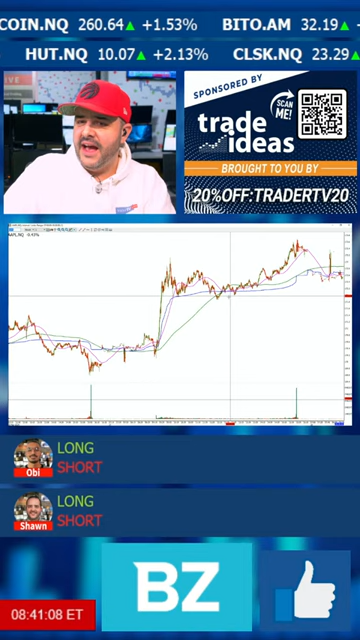 COIN.NQ 260.64▲ +1.53% BITO.AM 32.19▲
HUT.NQ 10.07▲ +2.13% CLSK.NQ 23.29▲
SPONSORED BY
SCAN ME!
trade ideas
BROUGHT TO YOU BY
20%OFF:TRADERTV20
LONG
SHORT
Obi
LONG
SHORT
Shawn
BZ
08:41:08 ET